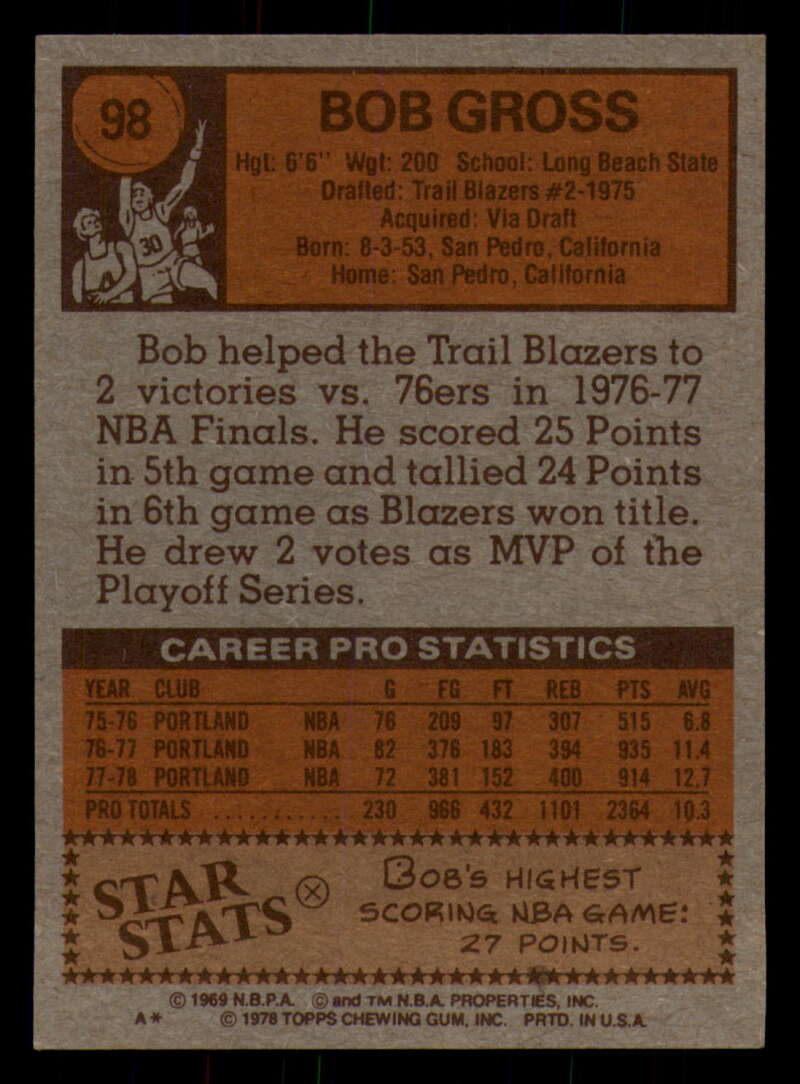 98
BOB GROSS
Hgt: 6'6" Wgt: 200 School: Long Beach State
Drafted: Trail Blazers #2-1975
Acquired: Via Draft
Born: 8-3-53, San Pedro, California
Home: San Pedro, California
30
Bob helped the Trail Blazers to
2 victories vs. 76ers in 1976-77
NBA Finals. He scored 25 Points
in 5th game and tallied 24 Points
in 6th game as Blazers won title.
He drew 2 votes as MVP of the
Playoff Series.
CAREER PRO STATISTICS
YEAR CLUB G FG FT REB PTS AVG
75-76 PORTLAND NBA 76 209 97 307 515 6.8
76-77 PORTLAND NBA 82 376 183 394 935 11.4
77-78 PORTLAND NBA 72 381 152 400 914 12.7
PRO TOTALS ........... 230 966 432 1101 2364 10.3
STAR
STATS
BOB'S HIGHEST
SCORING NBA GAME:
27 POINTS.
© 1969 N.B.P.A. © and TM N.B.A. PROPERTIES, INC.
A* © 1978 TOPPS CHEWING GUM, INC. PRTD. IN U.S.A.